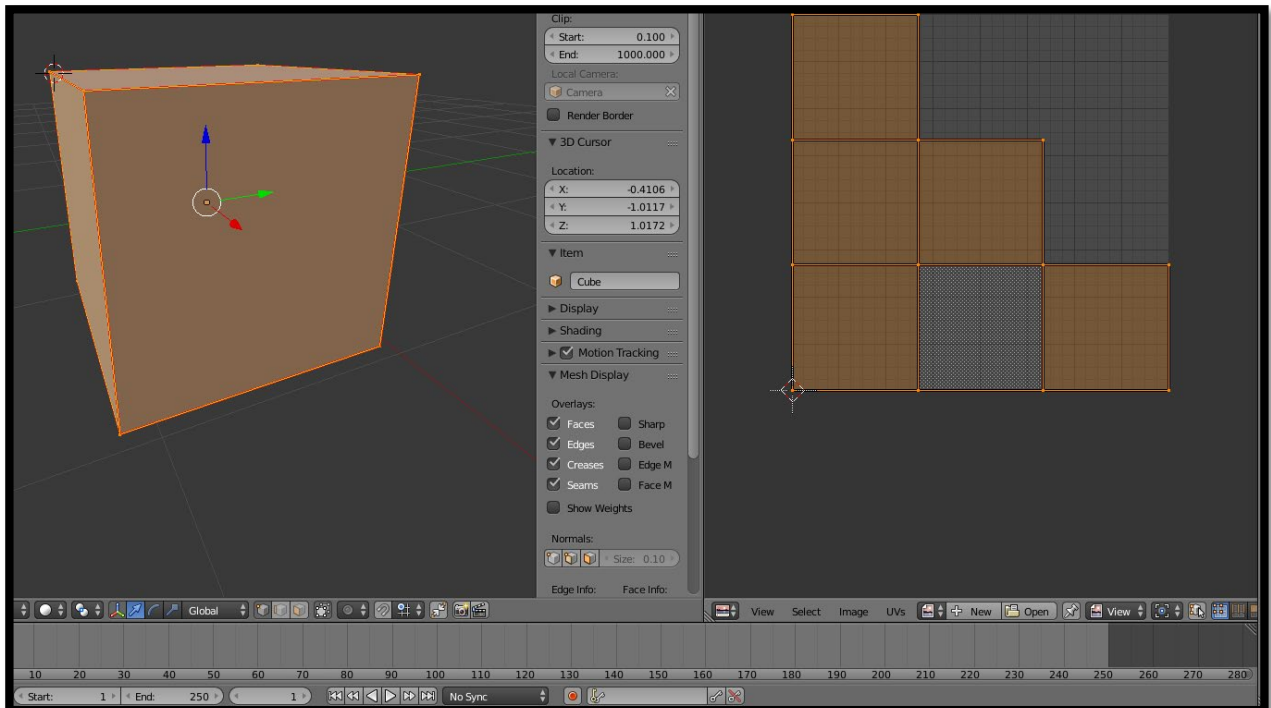 Clip:
Start: 0.100
End: 1000.000
Local Camera:
Camera
Render Border
3D Cursor
Location:
X: -0.4106
Y: -1.0117
Z: 1.0172
Item
Cube
Display
Shading
Motion Tracking
Mesh Display
Overlays:
Faces Sharp
Edges Bevel
Creases Edge M
Seams Face M
Show Weights
Normals:
Size: 0.10
Edge Info: Face Info:
Global
View Select Image UVs New Open View
10 20 30 40 50 60 70 80 90 100 110 120 130 140 150 160 170 180 190 200 210 220 230 240 250 260 270 280
Start: 1 End: 250 1 No Sync